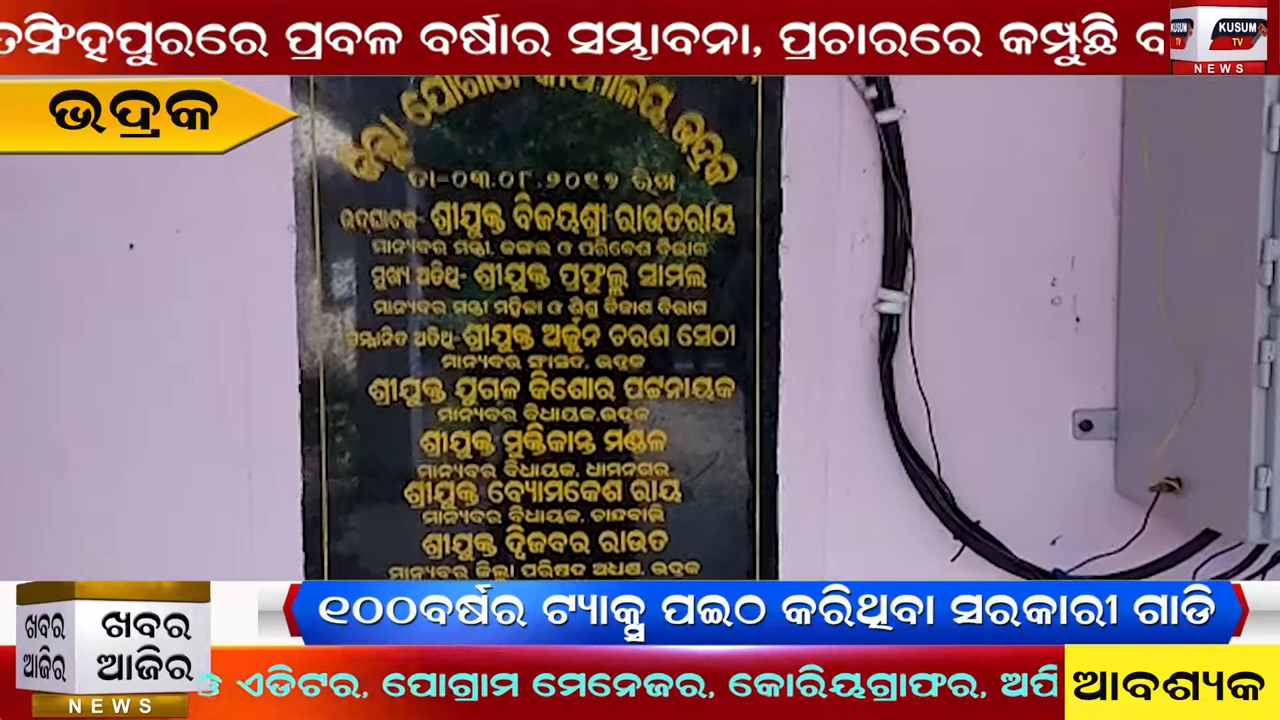 ପ୍ରବଳ ବର୍ଷାର ସମ୍ଭାବନା, ପ୍ରଚାରରେ କମ୍ପୁଛି
KUSUM
TV
NEWS
ଭଦ୍ରକ
ଯୋଗାଣ କାର୍ଯ୍ୟାଳୟ, ଭଦ୍ରକ
ତା-୦୩.୦୮.୨୦୧୭ ରିଖ
ଉଦ୍‌ଘାଟକ- ଶ୍ରୀଯୁକ୍ତ ବିଜୟଶ୍ରୀ ରାଉତରାୟ
ମାନ୍ୟବର ମନ୍ତ୍ରୀ, ଜଙ୍ଗଲ ଓ ପରିବେଶ ବିଭାଗ
ମୁଖ୍ୟ ଅତିଥି- ଶ୍ରୀଯୁକ୍ତ ପ୍ରଫୁଲ୍ଲ ସାମଲ
ମାନ୍ୟବର ମନ୍ତ୍ରୀ ମହିଳା ଓ ଶିଶୁ ବିକାଶ ବିଭାଗ
ସମ୍ମାନିତ ଅତିଥି- ଶ୍ରୀଯୁକ୍ତ ଅର୍ଜୁନ ଚରଣ ସେଠୀ
ମାନ୍ୟବର ସାଂସଦ, ଭଦ୍ରକ
ଶ୍ରୀଯୁକ୍ତ ଯୁଗଳ କିଶୋର ପଟ୍ଟନାୟକ
ମାନ୍ୟବର ବିଧାୟକ, ଭଦ୍ରକ
ଶ୍ରୀଯୁକ୍ତ ମୁକ୍ତିକାନ୍ତ ମଣ୍ଡଳ
ମାନ୍ୟବର ବିଧାୟକ, ଧାମନଗର
ଶ୍ରୀଯୁକ୍ତ ବ୍ୟୋମକେଶ ରାୟ
ମାନ୍ୟବର ବିଧାୟକ, ଚାନ୍ଦବାଲି
ଶ୍ରୀଯୁକ୍ତ ଦ୍ୱିଜବର ରାଉତ
ମାନ୍ୟବର ଜିଲ୍ଲା ପରିଷଦ ଅଧ୍ୟକ୍ଷ, ଭଦ୍ରକ
୧୦୦ବର୍ଷର ଟ୍ୟାକ୍ସ ପଇଠ କରିଥିବା ସରକାରୀ ଗାଡି
ଖବର ଆଜିର
ଖବର ଆଜିର
NEWS
ଏଡିଟର, ପୋଗ୍ରାମ ମେନେଜର, କୋରିୟଗ୍ରାଫର,
ଆବଶ୍ୟକ